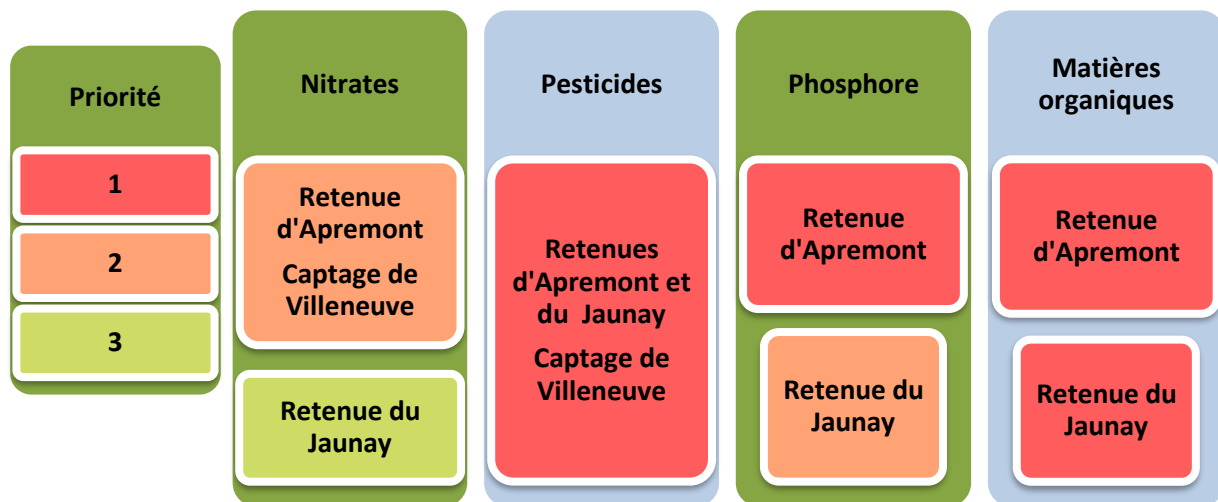 Priorité
1
2
3
Nitrates
Retenue
d'Apremont
Captage de
Villeneuve
Retenue du
Jaunay
Pesticides
Retenues
d'Apremont et
du Jaunay
Captage de
Villeneuve
Phosphore
Retenue
d'Apremont
Retenue du
Jaunay
Matières
organiques
Retenue
d'Apremont
Retenue du
Jaunay